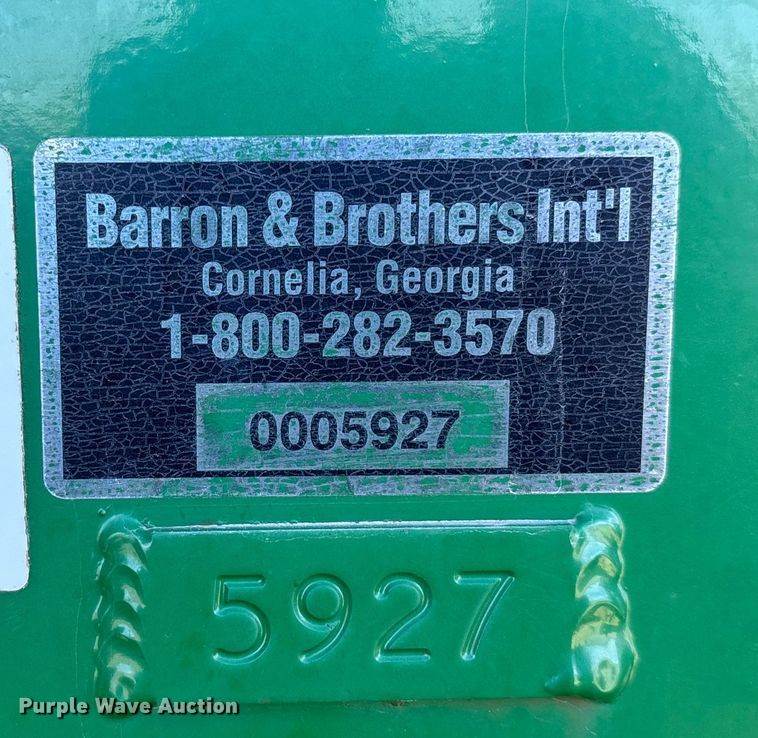 Barron & Brothers Int'l
Cornelia, Georgia
1-800-282-3570
0005927
5927
Purple Wave Auction